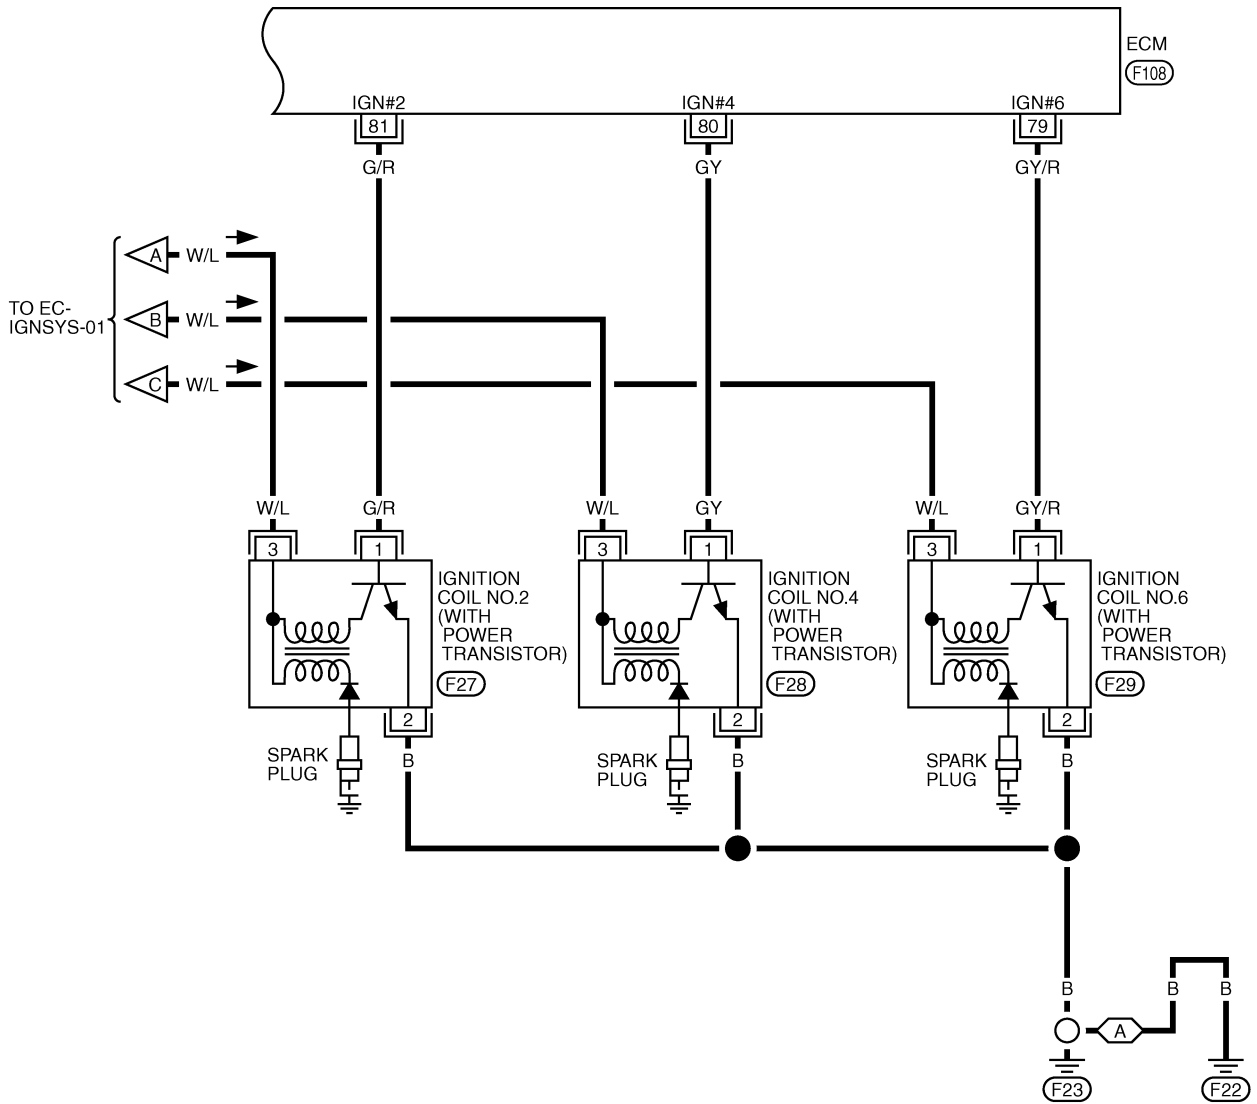 ECM
F108
IGN#2
IGN#4
IGN#6
81
80
79
G/R
GY
GY/R
TO EC-
IGNSYS-01
A
W/L
B
W/L
C
W/L
W/L
G/R
W/L
GY
W/L
GY/R
3
1
3
1
3
1
IGNITION
COIL NO.2
(WITH
POWER
TRANSISTOR)
F27
IGNITION
COIL NO.4
(WITH
POWER
TRANSISTOR)
F28
IGNITION
COIL NO.6
(WITH
POWER
TRANSISTOR)
F29
2
2
2
SPARK
PLUG
B
SPARK
PLUG
B
SPARK
PLUG
B
B
B
B
A
F23
F22